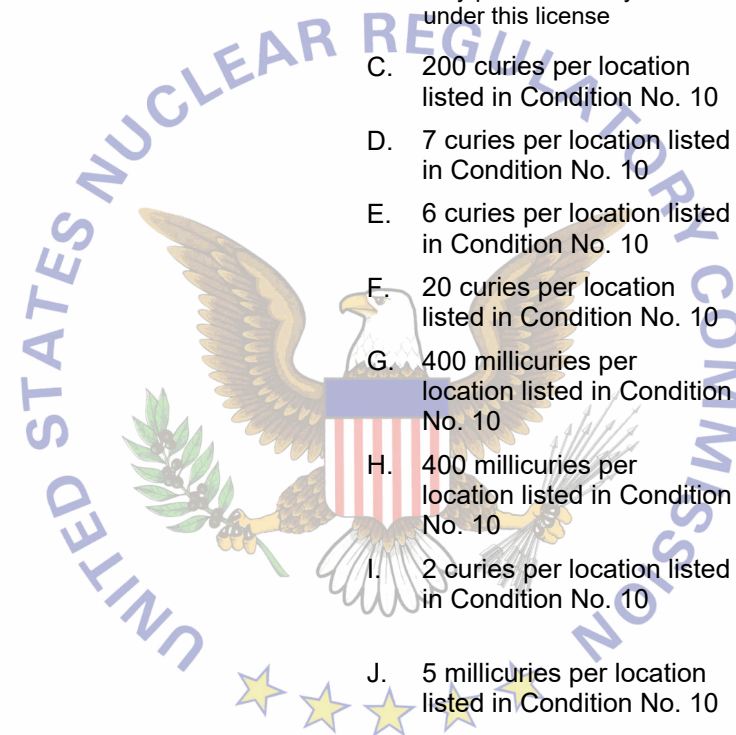 under this license
C. 200 curies per location
listed in Condition No. 10
D. 7 curies per location listed
in Condition No. 10
E. 6 curies per location listed
in Condition No. 10
F. 20 curies per location
listed in Condition No. 10
G. 400 millicuries per
location listed in Condition
No. 10
H. 400 millicuries per
location listed in Condition
No. 10
I. 2 curies per location listed
in Condition No. 10
J. 5 millicuries per location
listed in Condition No. 10
UNITED STATES NUCLEAR REGULATORY COMMISSION